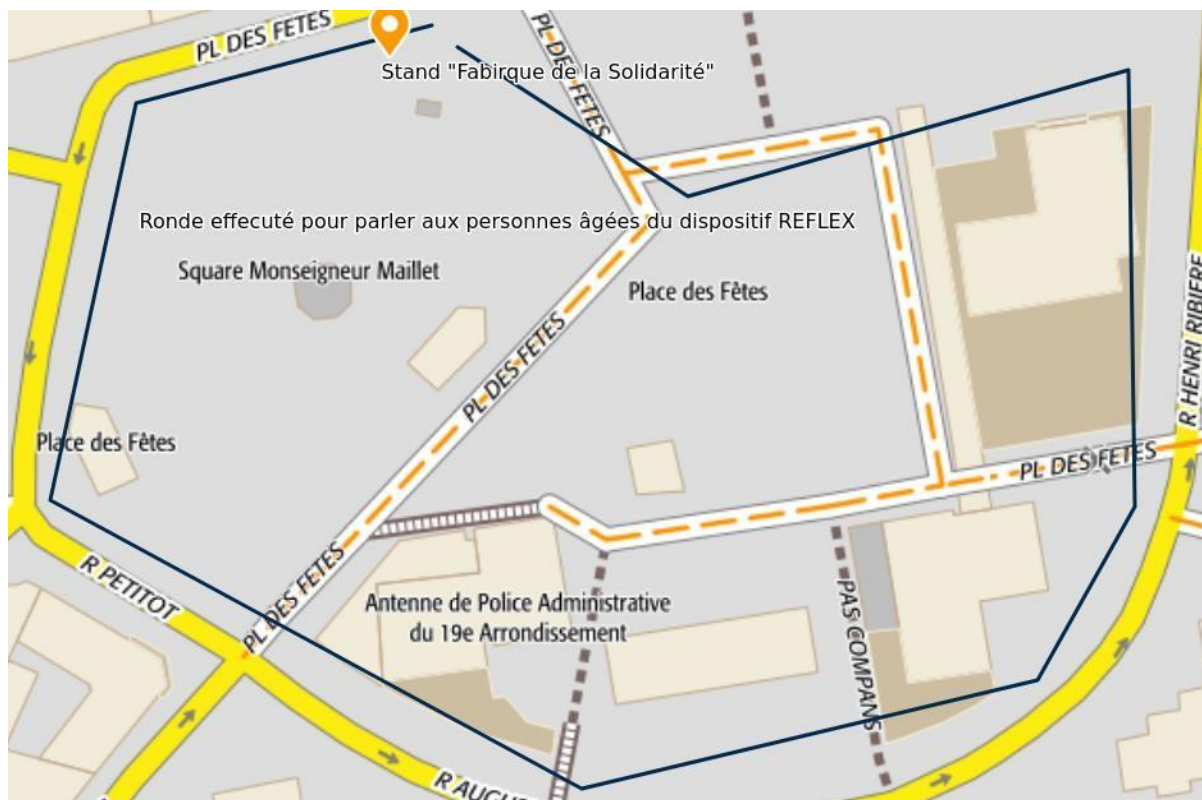 PL DES FETES
PL DES FETES
Stand "Fabirque de la Solidarité"
Ronde effecuté pour parler aux personnes âgées du dispositif REFLEX
Square Monseigneur Maillet
Place des Fêtes
R HENRI RIBIERE
PL DES FETES
Place des Fêtes
PL DES FETES
R PETITOT
PL DES FETES
Antenne de Police Administrative
du 19e Arrondissement
PAS COMPANS
R AUGUS